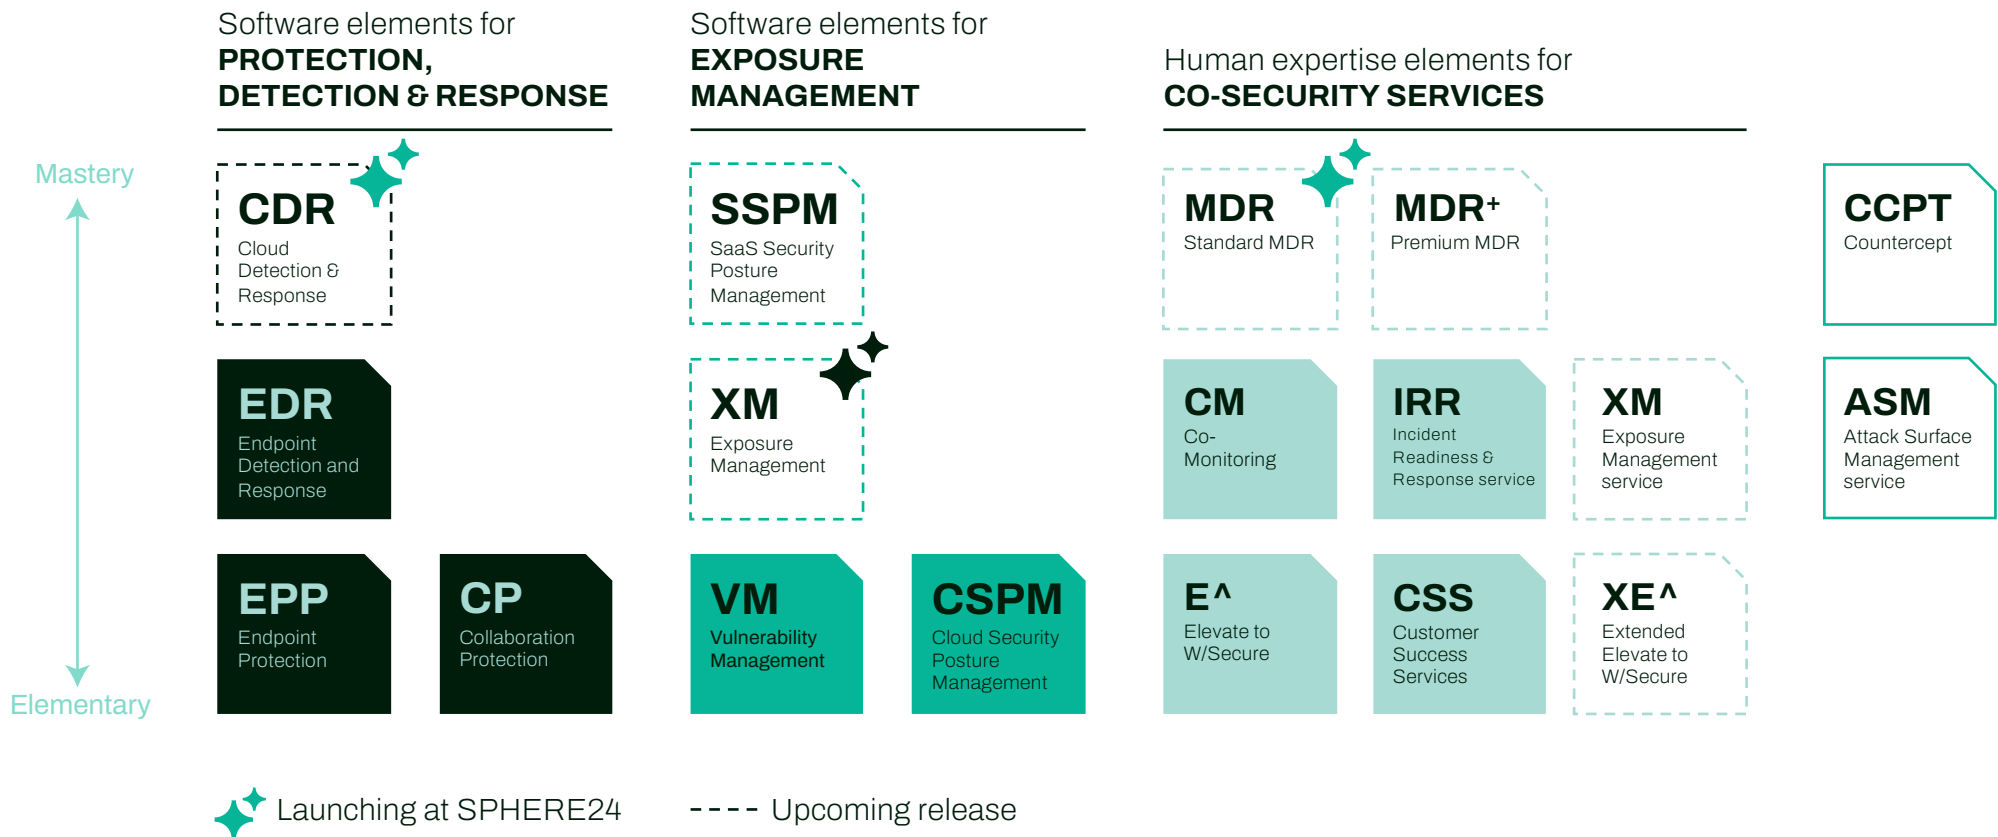 Software elements for
PROTECTION,
DETECTION & RESPONSE
Software elements for
EXPOSURE
MANAGEMENT
Human expertise elements for
CO-SECURITY SERVICES
Mastery
Elementary
CDR
Cloud
Detection &
Response
EDR
Endpoint
Detection and
Response
EPP
Endpoint
Protection
CP
Collaboration
Protection
SSPM
SaaS Security
Posture
Management
XM
Exposure
Management
VM
Vulnerability
Management
CSPM
Cloud Security
Posture
Management
MDR
Standard MDR
MDR+
Premium MDR
CM
Co-
Monitoring
IRR
Incident
Readiness &
Response service
XM
Exposure
Management
service
E^
Elevate to
W/Secure
CSS
Customer
Success
Services
XE^
Extended
Elevate to
W/Secure
CCPT
Countercept
ASM
Attack Surface
Management
service
Launching at SPHERE24
Upcoming release